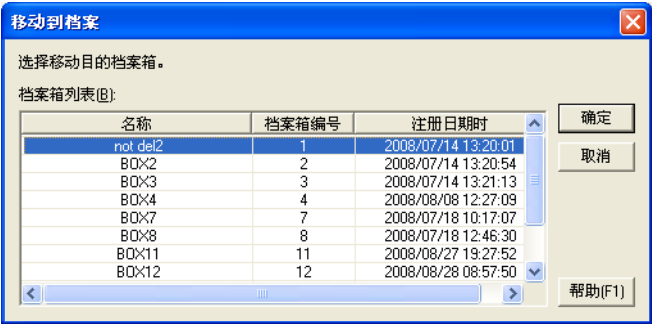 移动到档案
选择移动目的档案箱。
档案箱列表(B):
名称 档案箱编号 注册日期时
not del2 1 2008/07/14 13:20:01
BOX2 2 2008/07/14 13:20:54
BOX3 3 2008/07/14 13:21:13
BOX4 4 2008/08/08 12:27:09
BOX7 7 2008/07/18 10:17:07
BOX8 8 2008/07/18 12:46:30
BOX11 11 2008/08/27 19:27:52
BOX12 12 2008/08/28 08:57:50
确定
取消
帮助(F1)